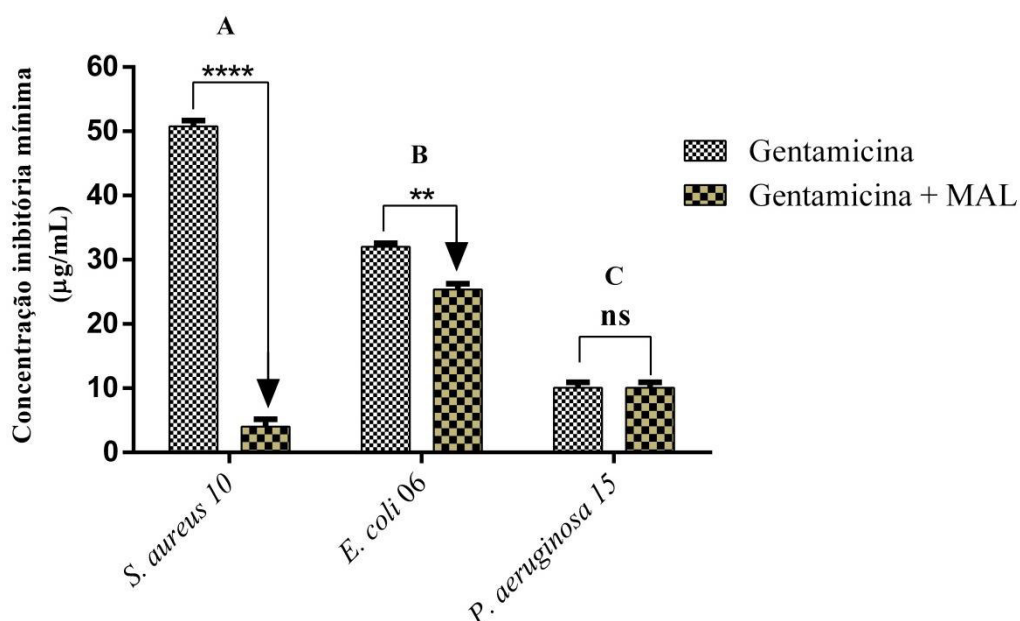 A
****
B
**
C
ns
Concentração inibitória mínima
(µg/mL)
60
50
40
30
20
10
0
S. aureus 10
E. coli 06
P. aeruginosa 15
Gentamicina
Gentamicina + MAL